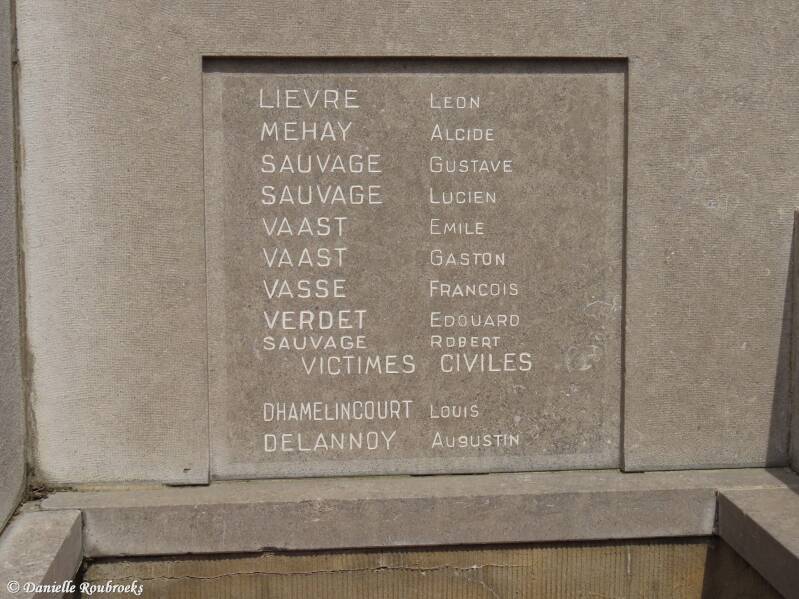 LIEVRE LEON
MEHAY ALCIDE
SAUVAGE GUSTAVE
SAUVAGE LUCIEN
VAAST EMILE
VAAST GASTON
VASSE FRANCOIS
VERDET EDOUARD
SAUVAGE ROBERT
VICTIMES CIVILES
DHAMELINCOURT LOUIS
DELANNOY AUGUSTIN
© Danielle Roubroeks